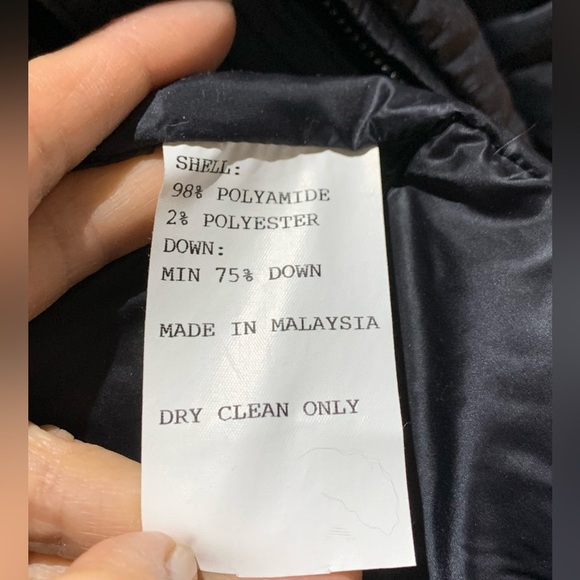 SHELL:
98% POLYAMIDE
2% POLYESTER
DOWN:
MIN 75% DOWN
MADE IN MALAYSIA
DRY CLEAN ONLY